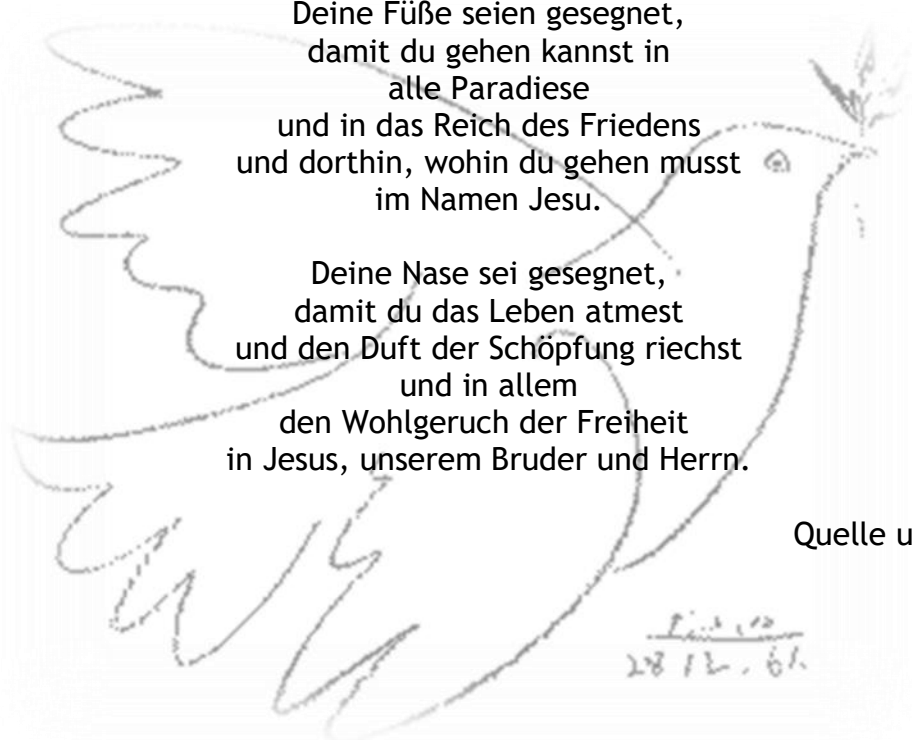 Deine Füße seien gesegnet,
damit du gehen kannst in
alle Paradiese
und in das Reich des Friedens
und dorthin, wohin du gehen musst
im Namen Jesu.
Deine Nase sei gesegnet,
damit du das Leben atmest
und den Duft der Schöpfung riechst
und in allem
den Wohlgeruch der Freiheit
in Jesus, unserem Bruder und Herrn.
Quelle u
Picasso
28.12.61.